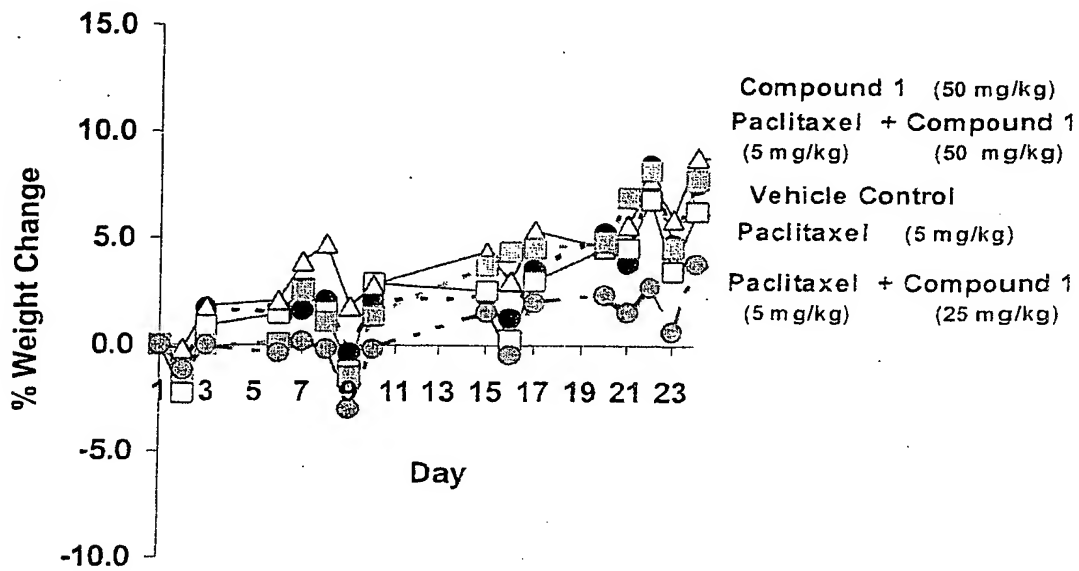 15.0
10.0
5.0
0.0
-5.0
-10.0
% Weight Change
1 3 5 7 9 11 13 15 17 19 21 23
Day
Compound 1 (50 mg/kg)
Paclitaxel + Compound 1
(5 mg/kg) (50 mg/kg)
Vehicle Control
Paclitaxel (5 mg/kg)
Paclitaxel + Compound 1
(5 mg/kg) (25 mg/kg)